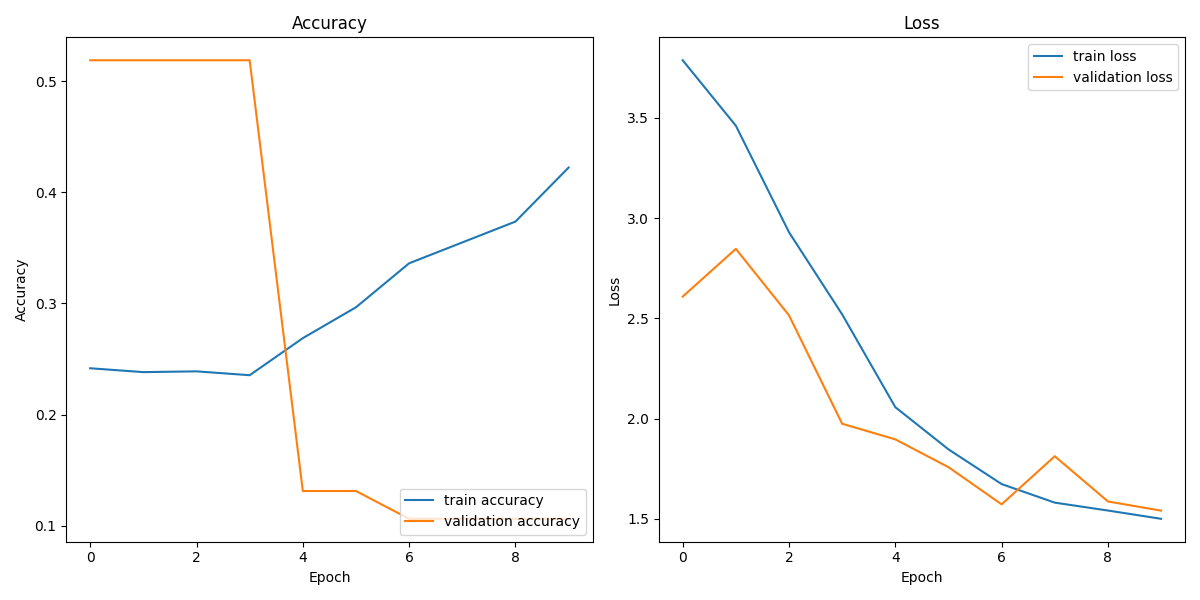 Accuracy
Accuracy
0.5
0.4
0.3
0.2
0.1
0 2 4 6 8
Epoch
train accuracy
validation accuracy
Loss
Loss
3.5
3.0
2.5
2.0
1.5
0 2 4 6 8
Epoch
train loss
validation loss